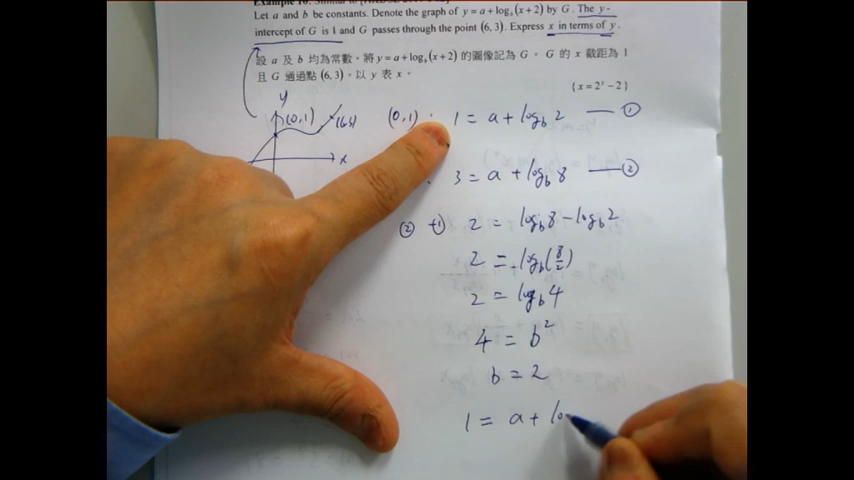 Let a and b be constants. Denote the graph of y = a + log_b (x + 2) by G. The y-
intercept of G is 1 and G passes through the point (6, 3). Express x in terms of y.
設 a 及 b 均為常數。將 y = a + log_b (x + 2) 的圖像記為 G。G 的 x 截距為 1
且 G 通過點 (6, 3)。以 y 表 x。
{x = 2^y − 2}
y
(0,1)
(6,3)
x
(0,1) : 1 = a + log_b 2 —— ①
: 3 = a + log_b 8 —— ②
② - ① 2 = log_b 8 − log_b 2
2 = log_b (8/2)
2 = log_b 4
4 = b^2
b = 2
1 = a + lo